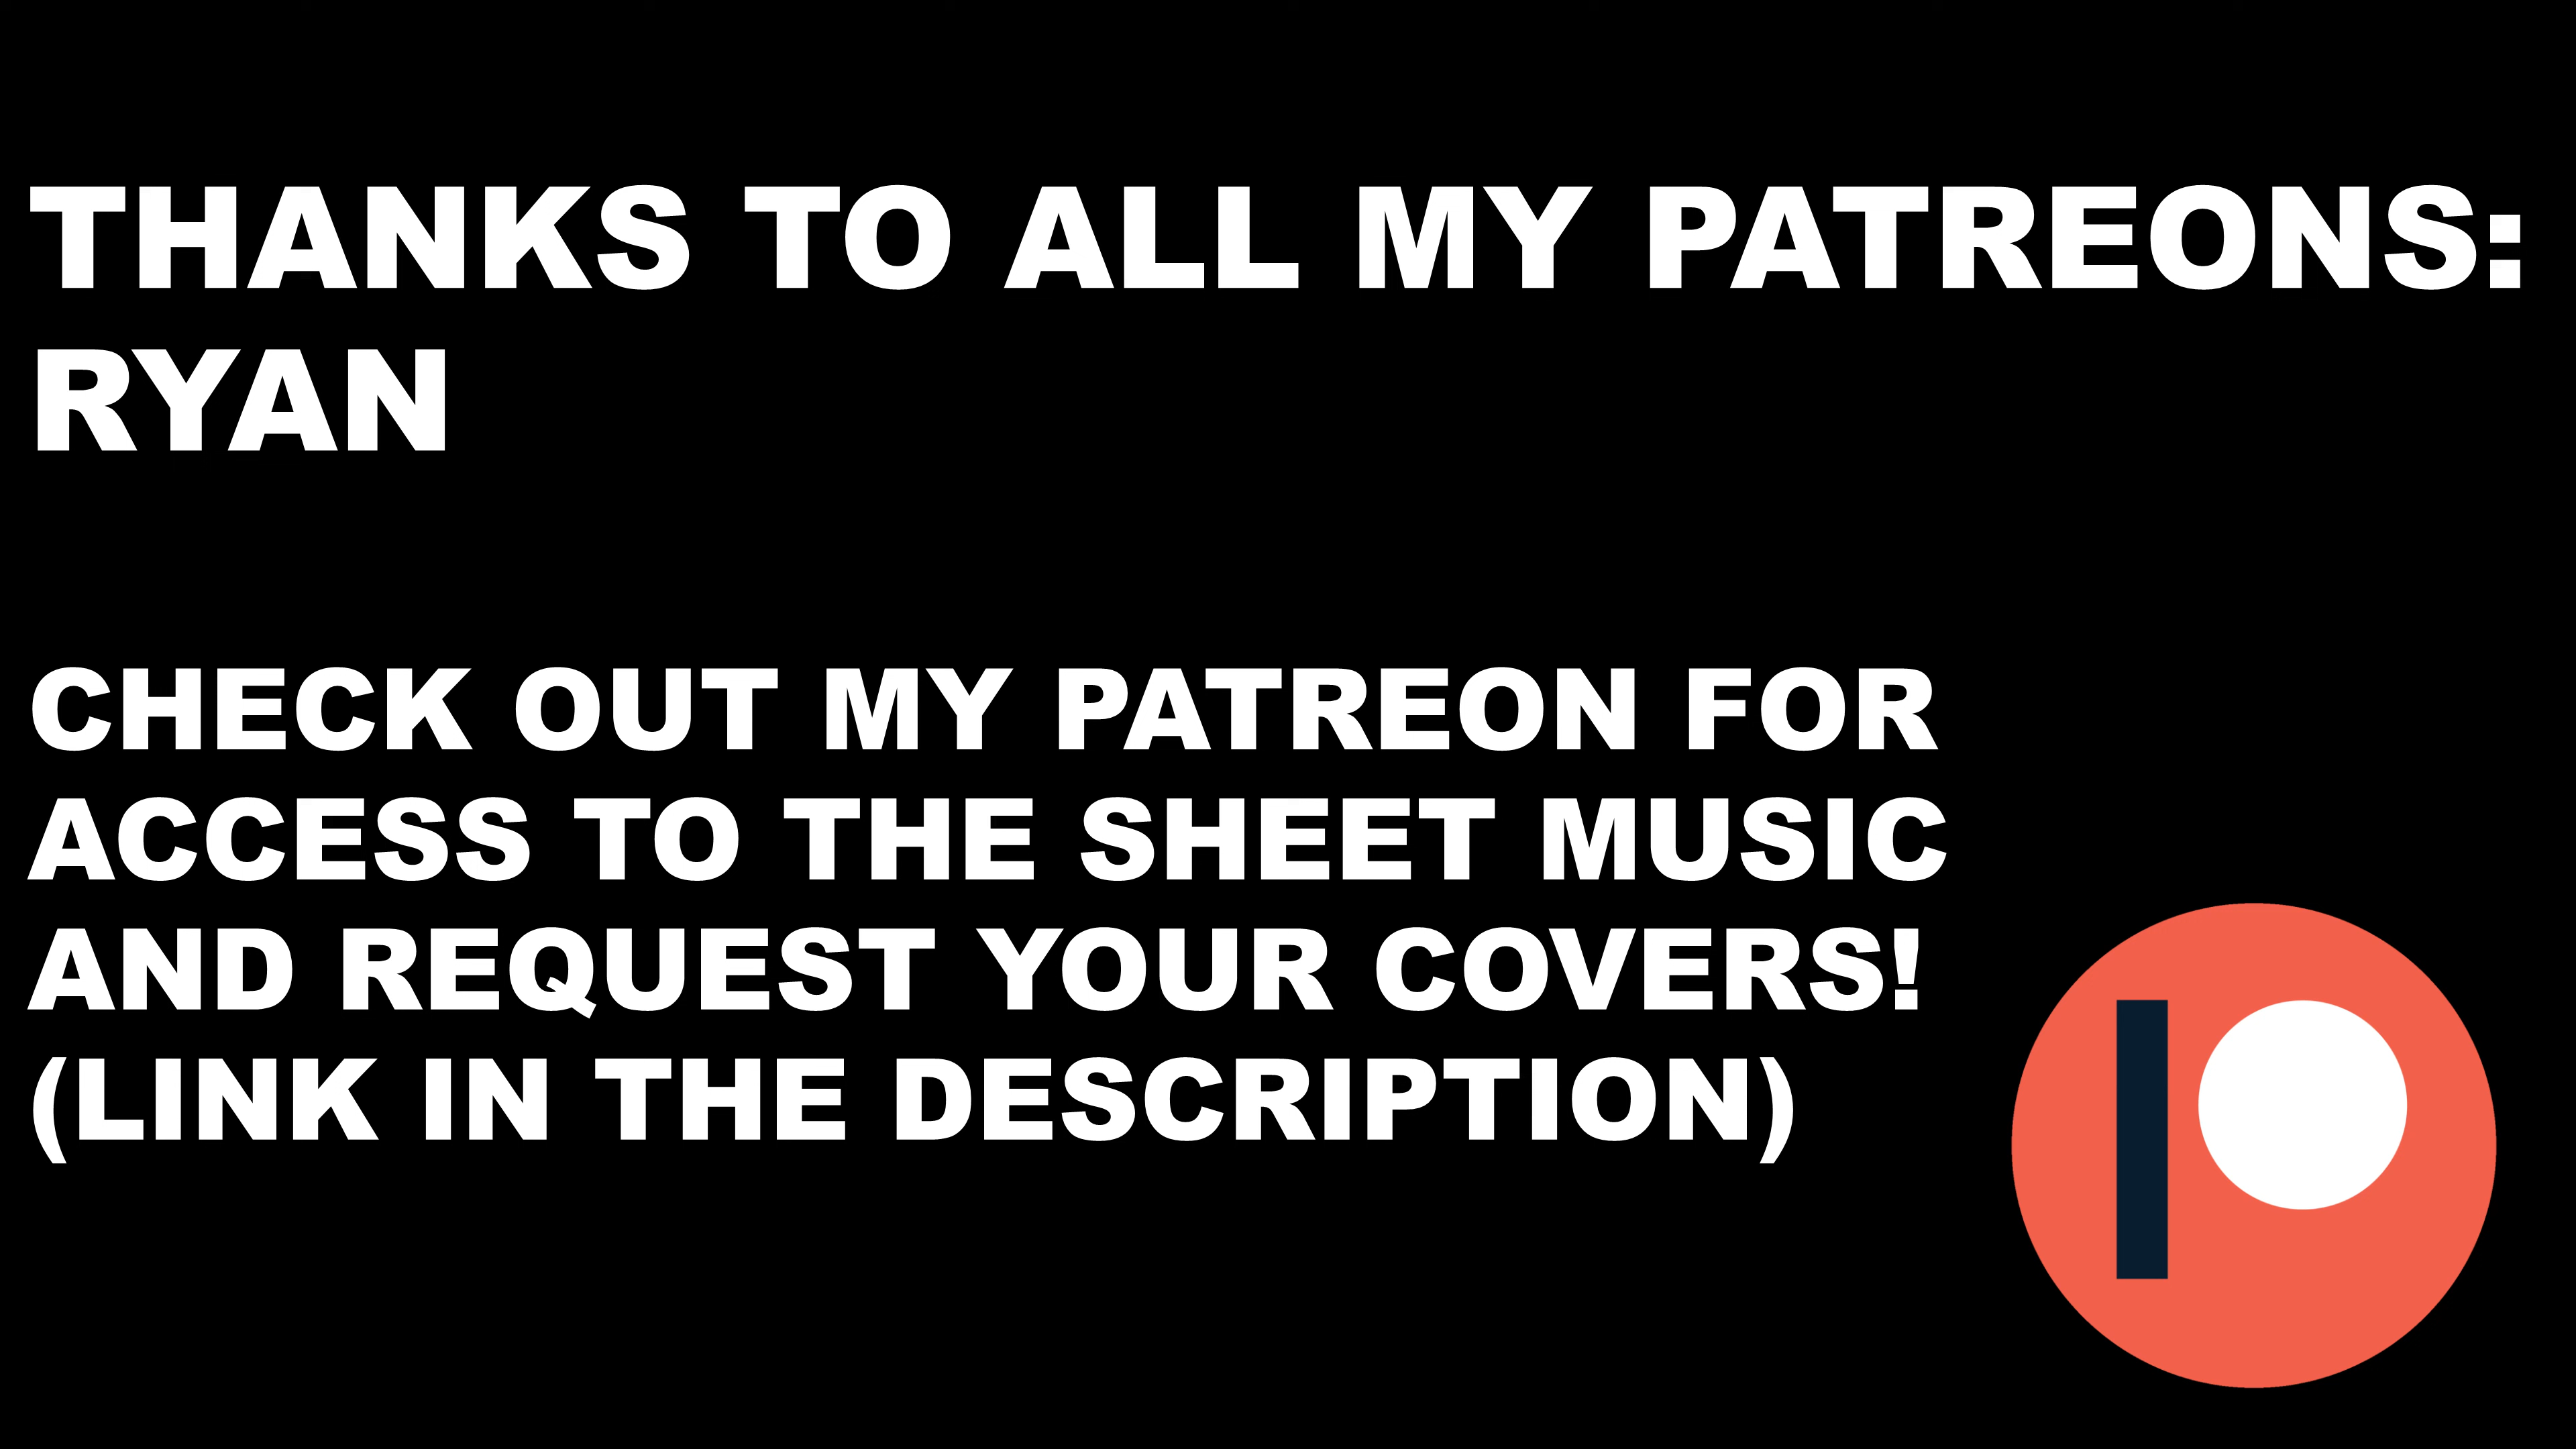 THANKS TO ALL MY PATREONS:
RYAN
CHECK OUT MY PATREON FOR
ACCESS TO THE SHEET MUSIC
AND REQUEST YOUR COVERS!
(LINK IN THE DESCRIPTION)